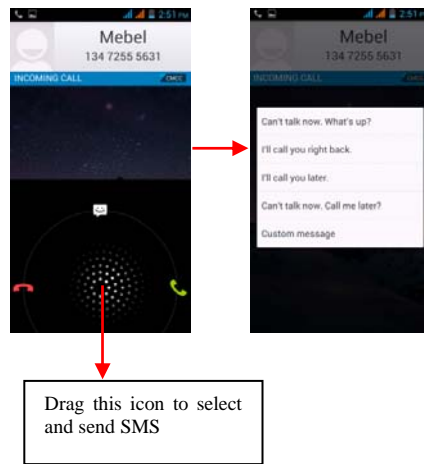 2:51 PM
Mebel
134 7255 5631
INCOMING CALL
CMCC
2:51
Mebel
134 7255 5631
INCOMING CALL
Can't talk now. What's up?
I'll call you right back.
I'll call you later.
Can't talk now. Call me later?
Custom message
Drag this icon to select
and send SMS